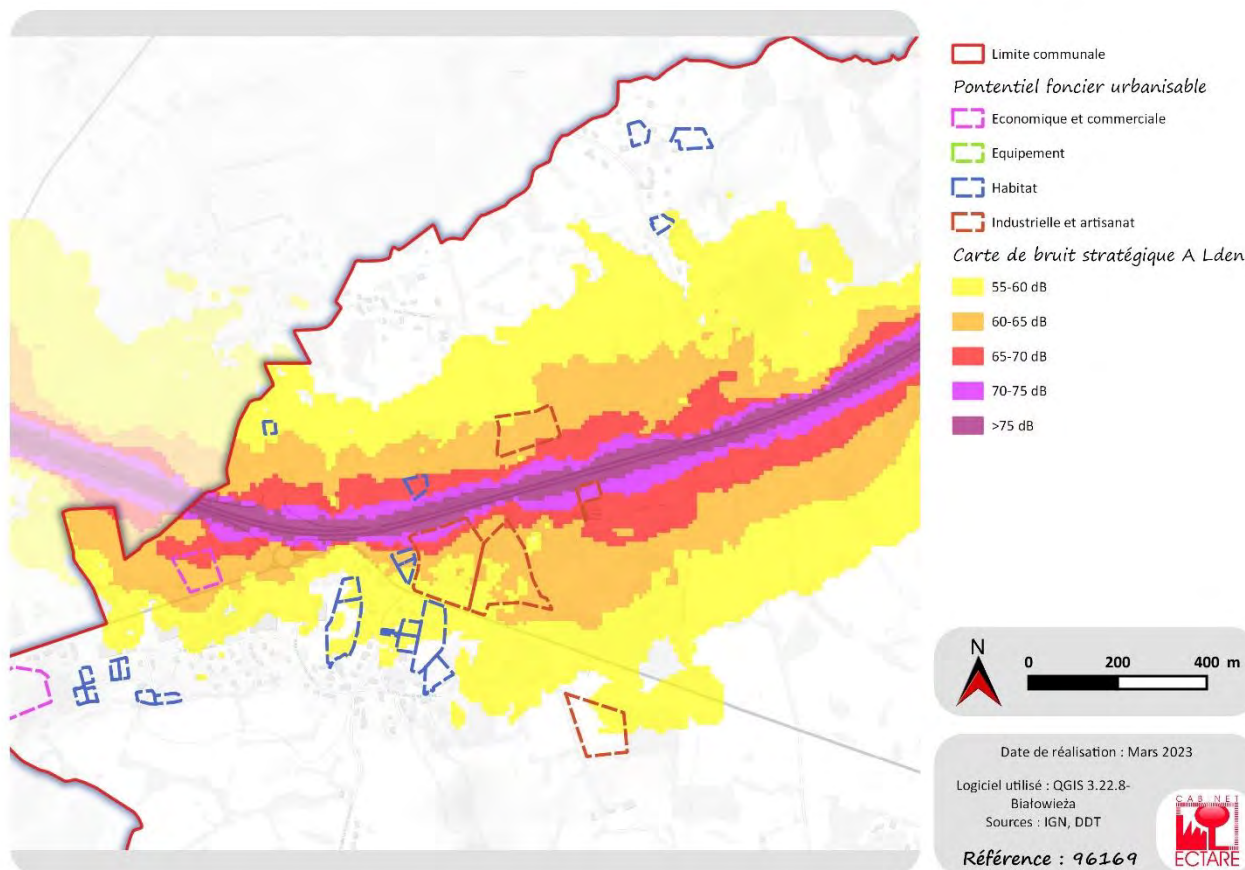 Limite communale
Pontentiel foncier urbanisable
Economique et commerciale
Equipement
Habitat
Industrielle et artisanat
Carte de bruit stratégique A Lden
55-60 dB
60-65 dB
65-70 dB
70-75 dB
>75 dB
N
0 200 400 m
Date de réalisation : Mars 2023
Logiciel utilisé : QGIS 3.22.8-
Białowieża
Sources : IGN, DDT
Référence : 96169
CABINET
ECTARE